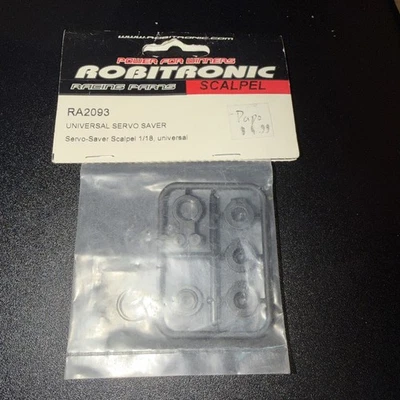 WWW.ROBITRONIC.COM
POWER FOR WINNERS
ROBITRONIC
RACING PARTS SCALPEL
RA2093
UNIVERSAL SERVO SAVER
Servo-Saver Scalpel 1/18, universal